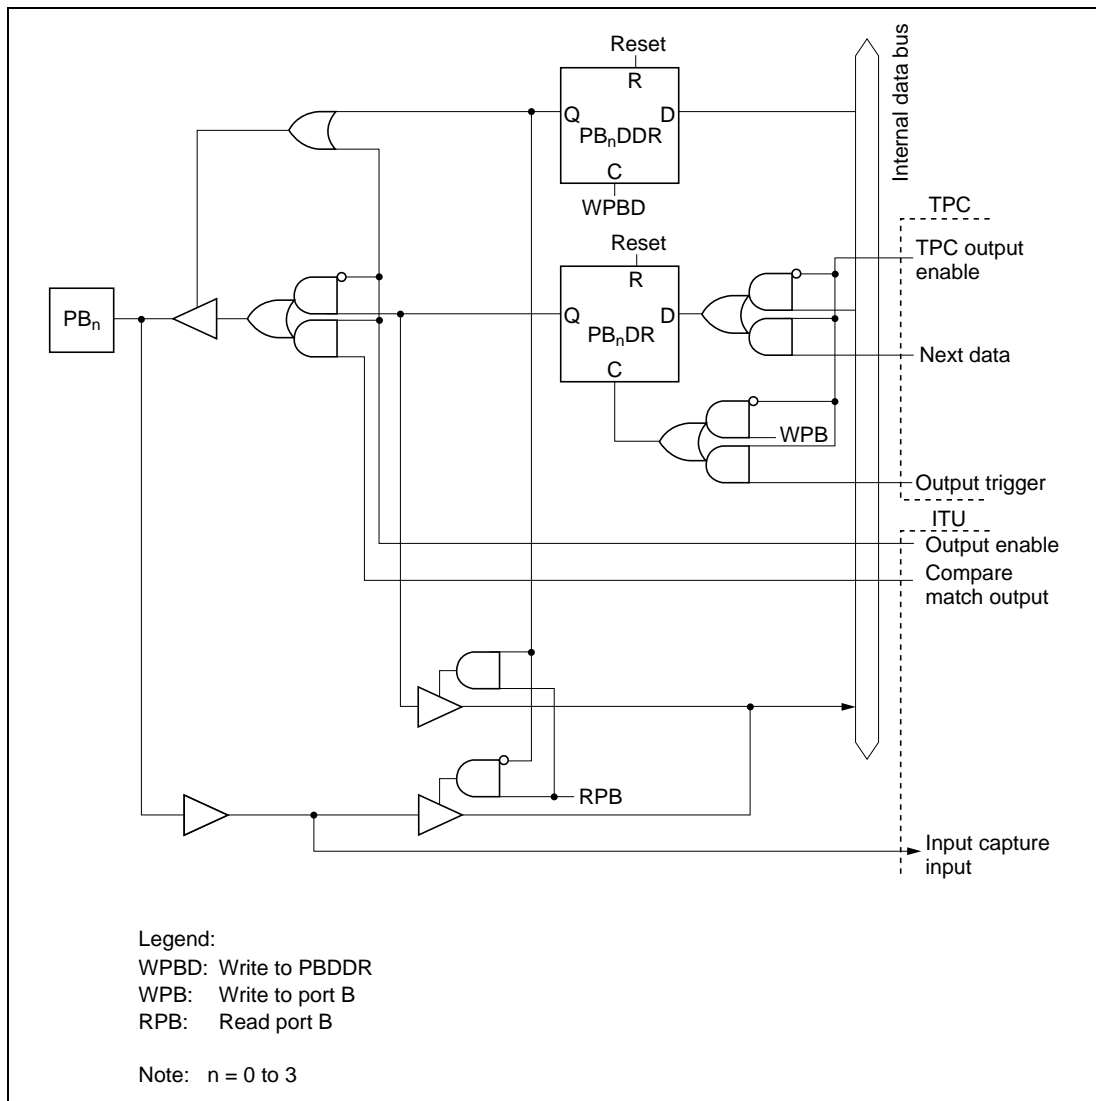 Reset
R
Q
D
PBnDDR
C
WPBD
Internal data bus
TPC
TPC output
enable
Reset
R
Q
D
PBnDR
C
PBn
Next data
WPB
Output trigger
ITU
Output enable
Compare
match output
RPB
Input capture
input
Legend:
WPBD: Write to PBDDR
WPB: Write to port B
RPB: Read port B
Note: n = 0 to 3